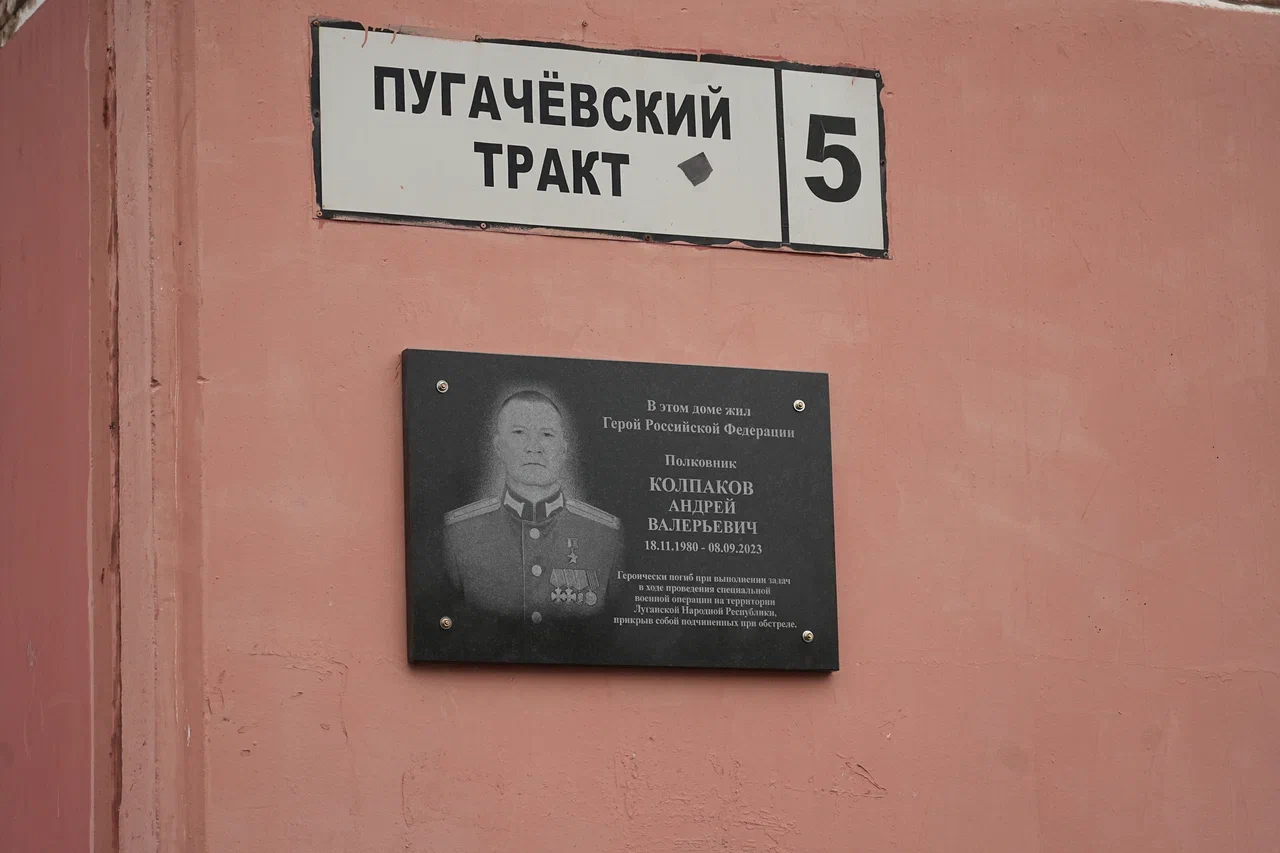 ПУГАЧЁВСКИЙ
ТРАКТ
5
В этом доме жил
Герой Российской Федерации
Полковник
КОЛПАКОВ
АНДРЕЙ
ВАЛЕРЬЕВИЧ
18.11.1980 - 08.09.2023
Героически погиб при выполнении задач
в ходе проведения специальной
военной операции на территории
Луганской Народной Республики,
прикрыв собой подчиненных при обстреле.